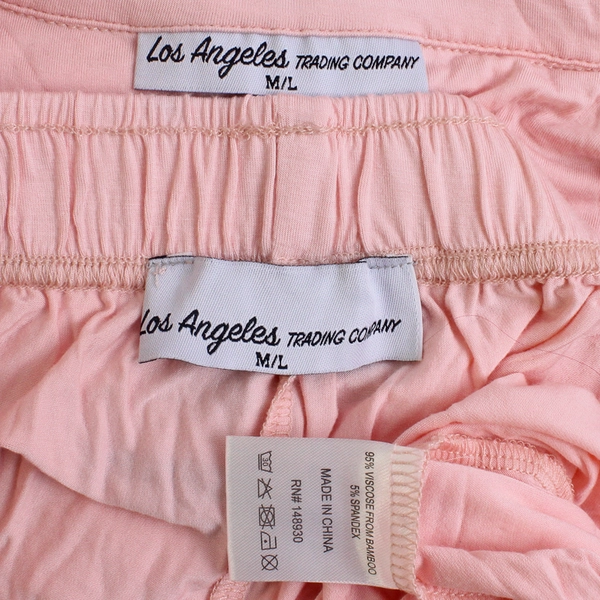 Los Angeles TRADING COMPANY
M/L
Los Angeles TRADING COMPANY
M/L
95% VISCOSE FROM BAMBOO
5% SPANDEX
MADE IN CHINA
RN# 148930
30